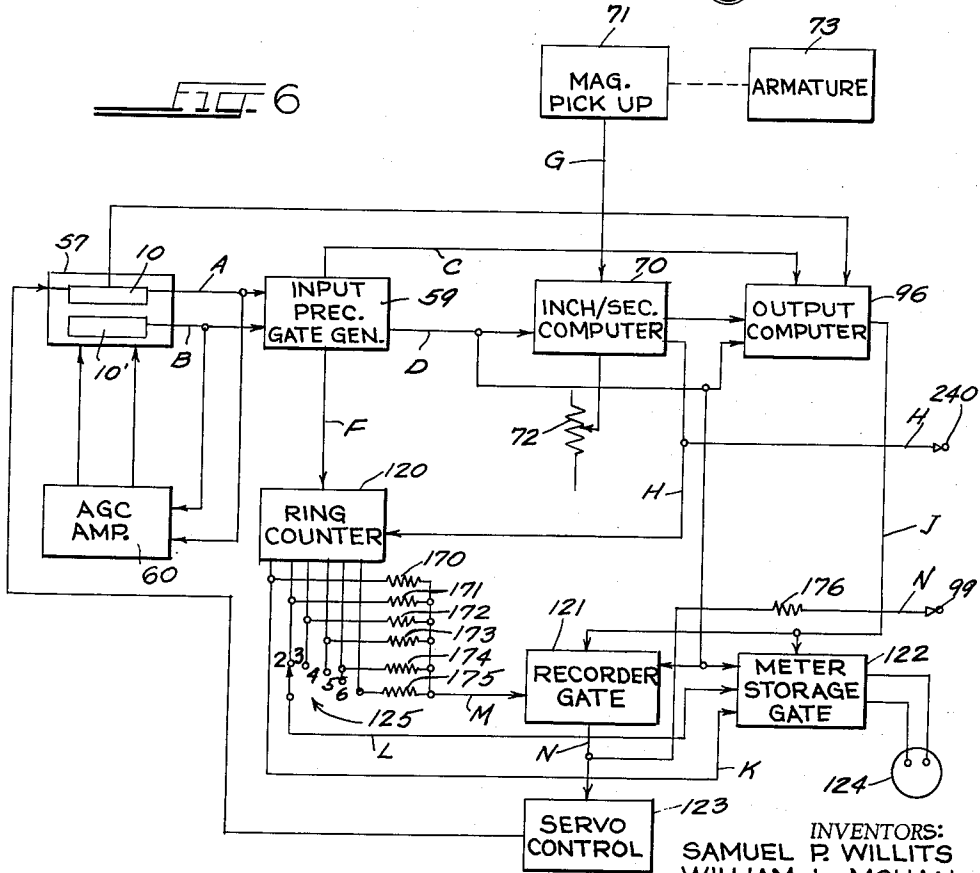 FIG 6
71
MAG.
PICK UP
73
ARMATURE
G
57
10
A
10'
B
C
INPUT
PREC.
GATE GEN.
59
D
70
INCH/SEC.
COMPUTER
OUTPUT
COMPUTER
96
72
F
H
240
H
AGC
AMP.
60
120
RING
COUNTER
J
170
171
172
173
174
175
176
N'
99
2
3
4
5
6
125
M
121
RECORDER
GATE
METER
STORAGE
GATE
122
L
N
K
124
123
SERVO
CONTROL
INVENTORS:
SAMUEL P. WILLITS